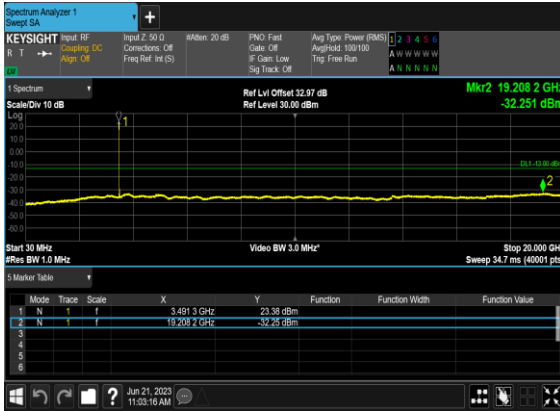 Spectrum Analyzer 1
Swept SA
+
KEYSIGHT
R T
Input: RF
Coupling: DC
Align: Off
Input Z: 50 Ω
Corrections: Off
Freq Ref: Int (S)
#Atten: 20 dB
PNO: Fast
Gate: Off
IF Gain: Low
Sig Track: Off
Avg Type: Power (RMS)
Avg|Hold: 100/100
Trig: Free Run
1 2 3 4 5 6
A W W W W W
A N N N N N
1 Spectrum
Scale/Div 10 dB
Ref Lvl Offset 32.97 dB
Ref Level 30.00 dBm
Mkr2 19.208 2 GHz
-32.251 dBm
Log
20.0
10.0
0.00
-10.0
-20.0
-30.0
-40.0
-50.0
-60.0
1
DL1 -13.00 dBm
2
Start 30 MHz
#Res BW 1.0 MHz
Video BW 3.0 MHz*
Stop 20.000 GH
Sweep 34.7 ms (40001 pts
5 Marker Table
Mode Trace Scale X Y Function Function Width Function Value
1 N 1 f 3.491 3 GHz 23.38 dBm
2 N 1 f 19.208 2 GHz -32.25 dBm
3
4
5
6
?
Jun 21, 2023
11:03:16 AM